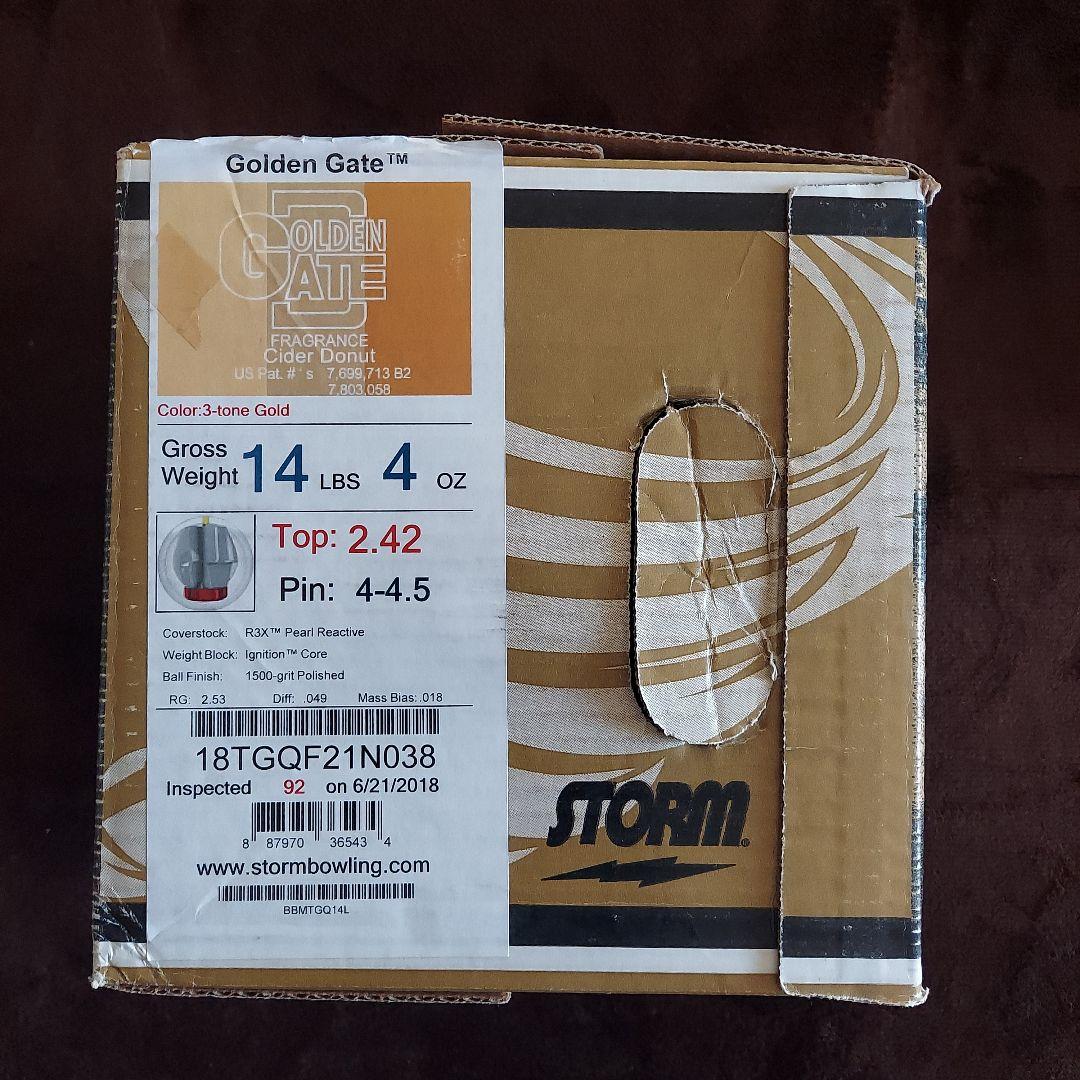 Golden Gate™
GOLDEN
GATE
FRAGRANCE
Cider Donut
US Pat. #'s 7,699,713 B2
7,803,058
Color:3-tone Gold
Gross
Weight 14 LBS 4 OZ
Top: 2.42
Pin: 4-4.5
Coverstock: R3X™ Pearl Reactive
Weight Block: Ignition™ Core
Ball Finish: 1500-grit Polished
RG: 2.53 Diff: .049 Mass Bias: .018
18TGQF21N038
Inspected 92 on 6/21/2018
8 87970 36543 4
www.stormbowling.com
BBMTGQ14L
STORM®